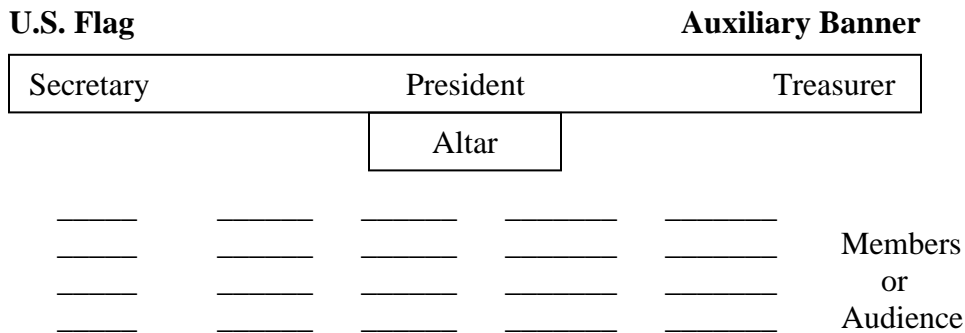 U.S. Flag Auxiliary Banner
Secretary President Treasurer
Altar
Members
or
Audience